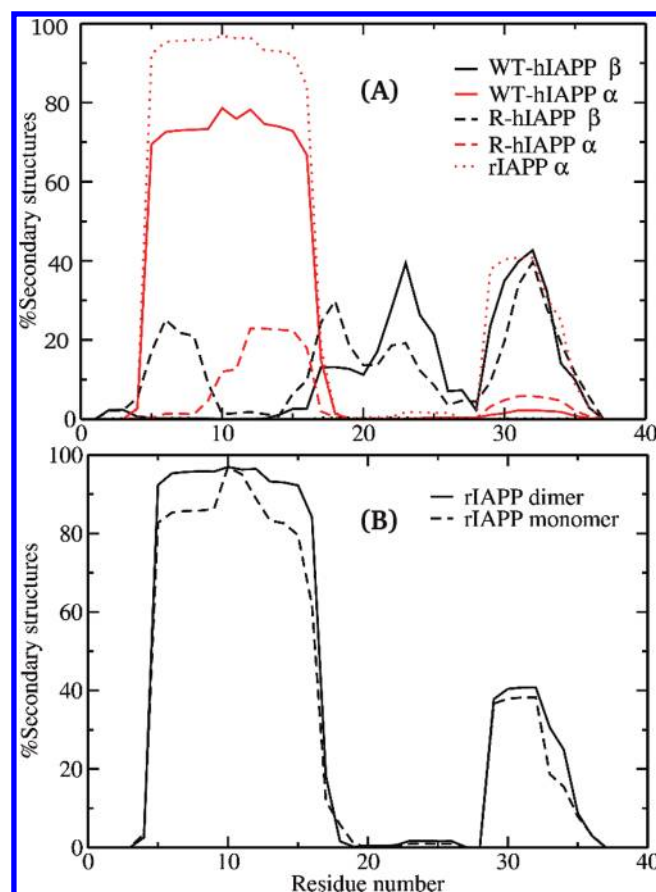 100
80
60
40
20
0
%Secondary structures
(A)
WT-hIAPP β
WT-hIAPP α
R-hIAPP β
R-hIAPP α
rIAPP α
0 10 20 30 40
100
80
60
40
20
0
%Secondary structures
(B)
rIAPP dimer
rIAPP monomer
0 10 20 30 40
Residue number